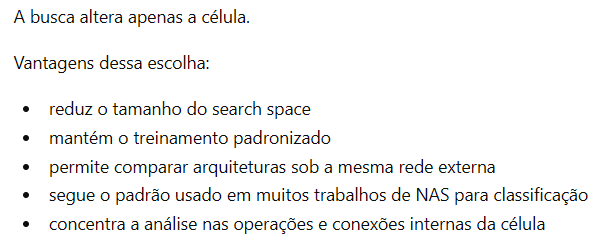 A busca altera apenas a célula.
Vantagens dessa escolha:
• reduz o tamanho do search space
• mantém o treinamento padronizado
• permite comparar arquiteturas sob a mesma rede externa
• segue o padrão usado em muitos trabalhos de NAS para classificação
• concentra a análise nas operações e conexões internas da célula